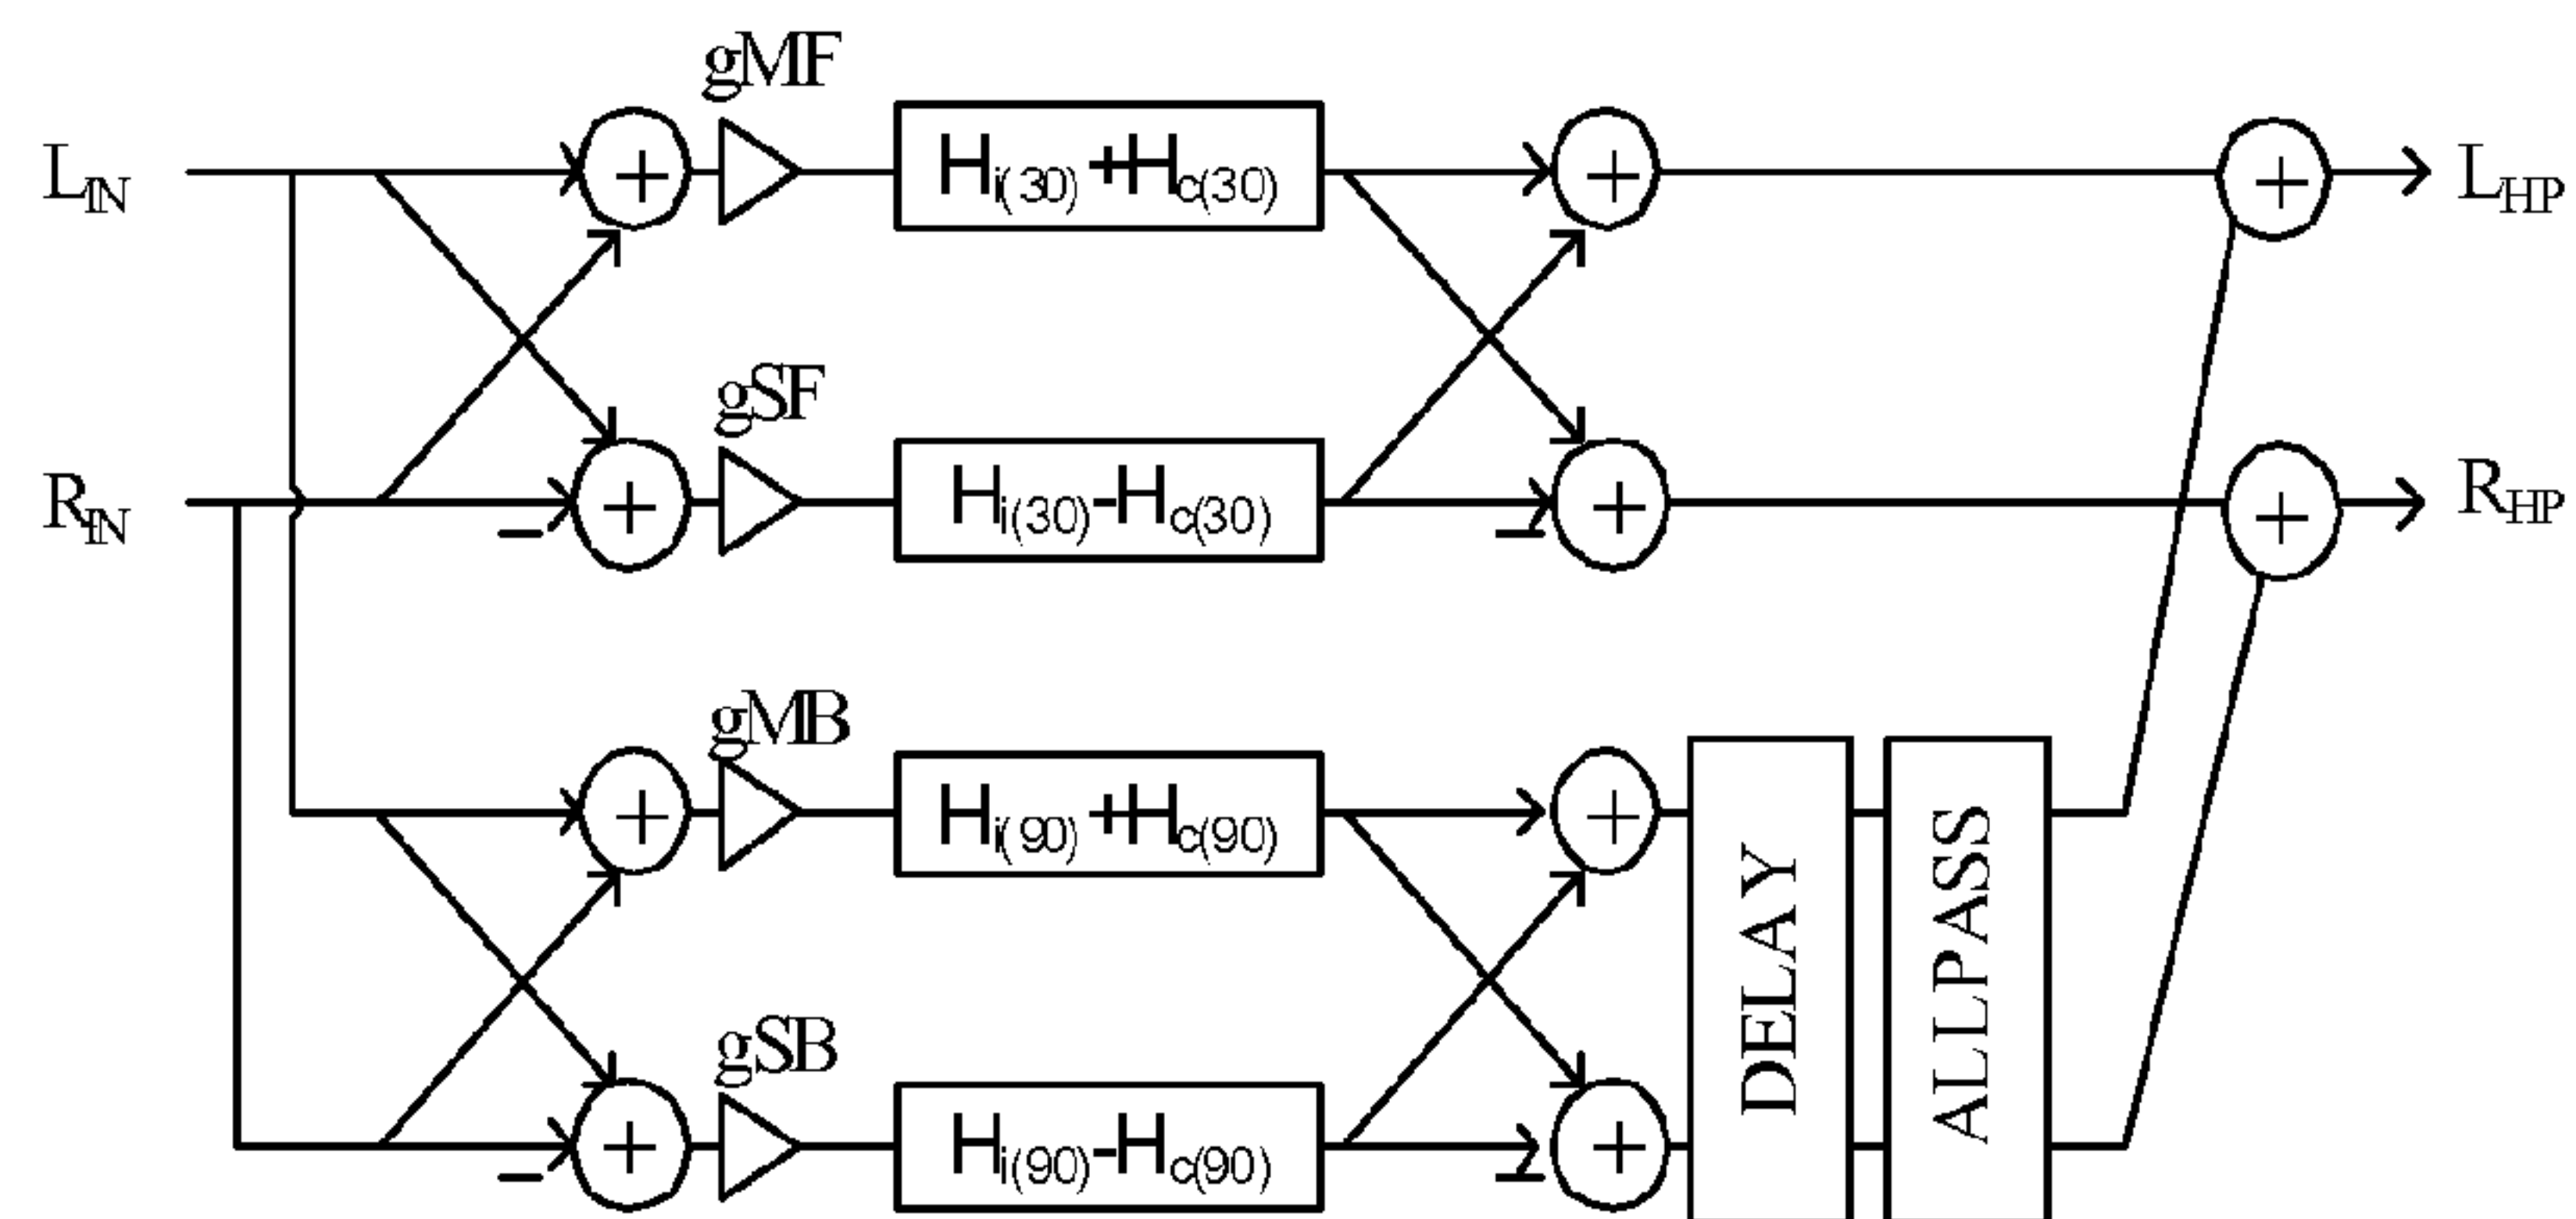 gMF
L_IN
H_i(30)+H_c(30)
L_HP
gSF
R_IN
H_i(30)-H_c(30)
R_HP
gMB
H_i(90)+H_c(90)
gSB
H_i(90)-H_c(90)
DELAY
ALLPASS